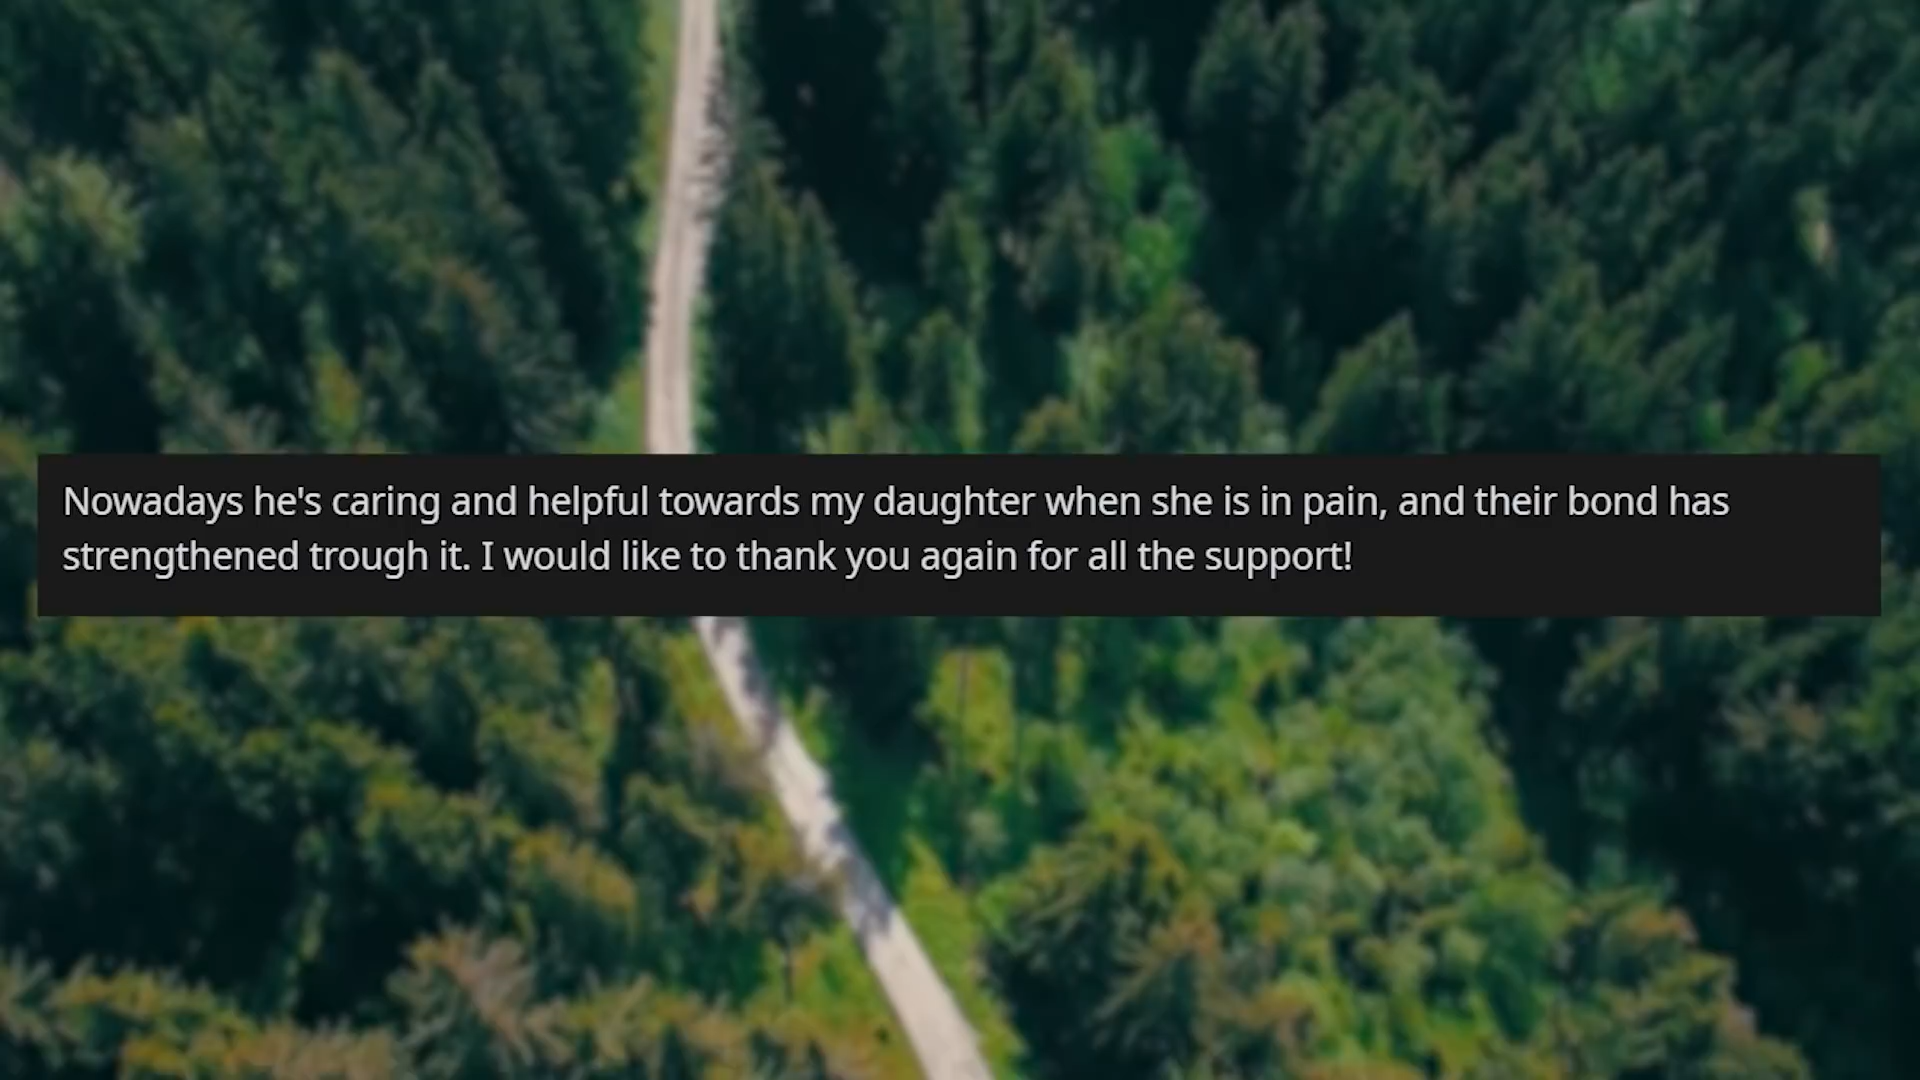 Nowadays he's caring and helpful towards my daughter when she is in pain, and their bond has
strengthened trough it. I would like to thank you again for all the support!